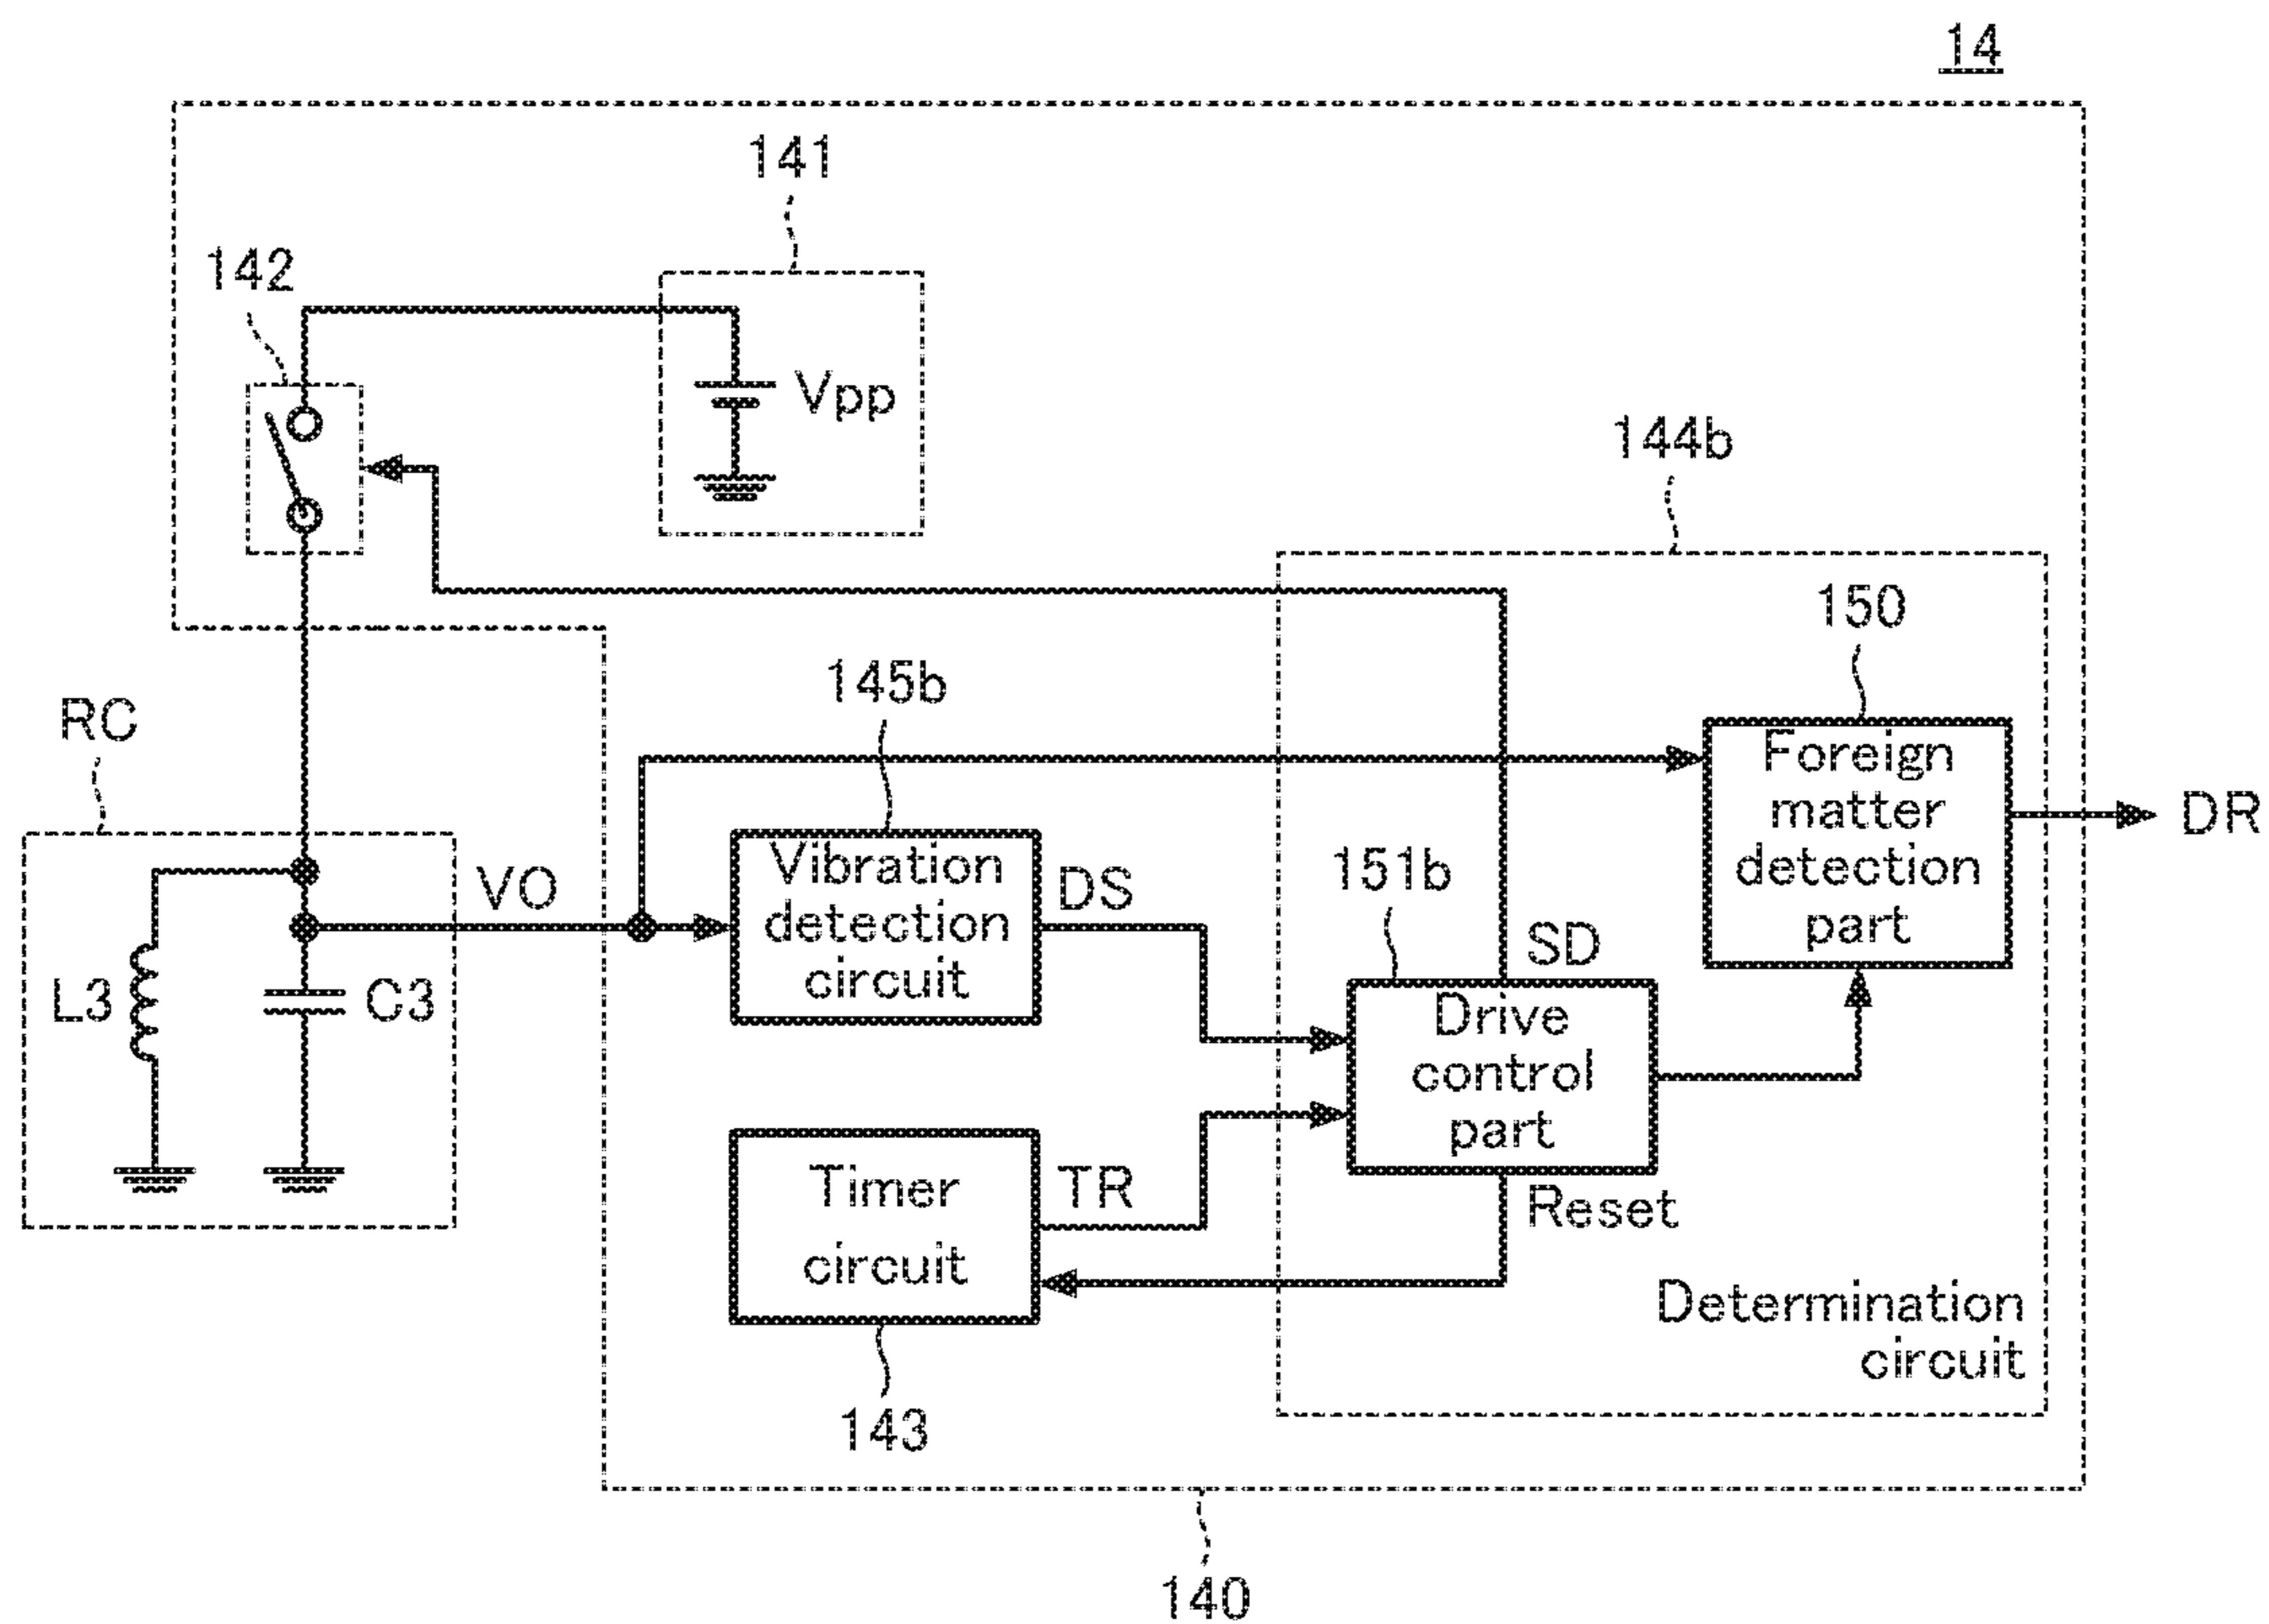 14
141
142
Vpp
144b
150
145b
RC
Foreign
matter
detection
part
DR
VO
Vibration
detection
circuit
DS
151b
SD
L3
C3
Drive
control
part
Timer
circuit
TR
Reset
Determination
circuit
143
140